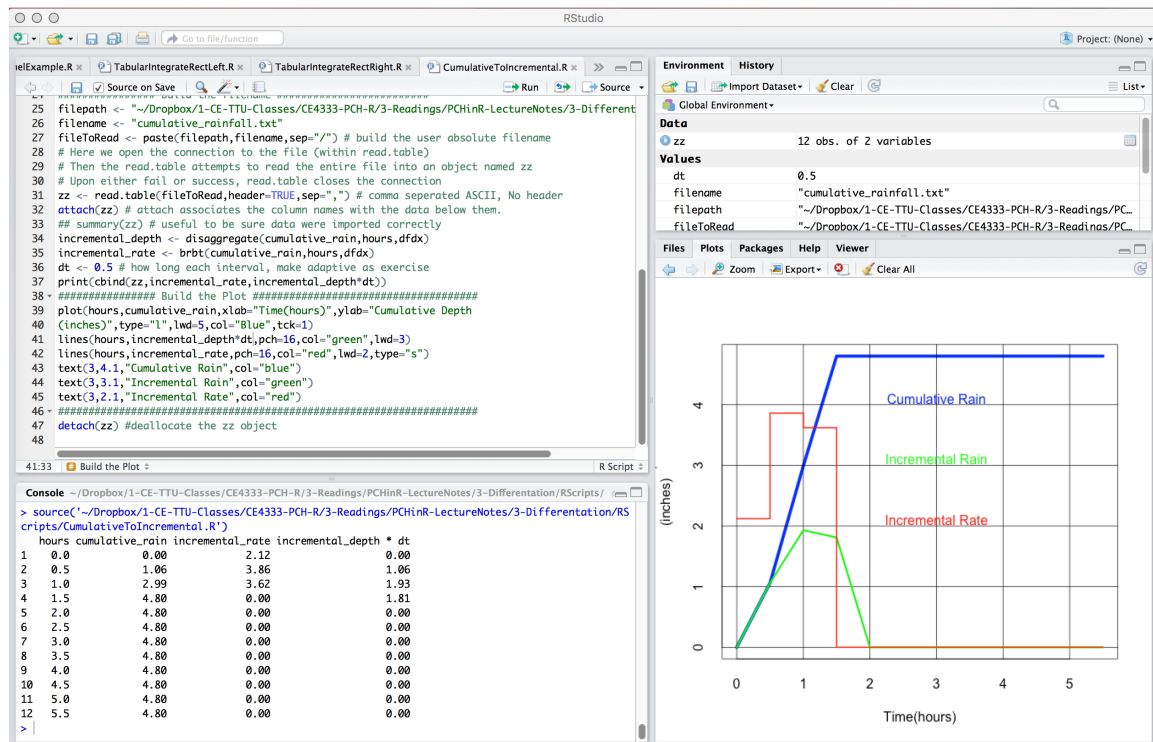 RStudio
Go to file/function
Project: (None)
elExample.R
TabularIntegrateRectLeft.R
TabularIntegrateRectRight.R
CumulativeToIncremental.R
Source on Save
Run
Source
25 filepath <- "~/Dropbox/1-CE-TTU-Classes/CE4333-PCH-R/3-Readings/PCHinR-LectureNotes/3-Different
26 filename <- "cumulative_rainfall.txt"
27 fileToRead <- paste(filepath,filename,sep="/") # build the user absolute filename
28 # Here we open the connection to the file (within read.table)
29 # Then the read.table attempts to read the entire file into an object named zz
30 # Upon either fail or success, read.table closes the connection
31 zz <- read.table(fileToRead,header=TRUE,sep=",") # comma seperated ASCII, No header
32 attach(zz) # attach associates the column names with the data below them.
33 ## summary(zz) # useful to be sure data were imported correctly
34 incremental_depth <- disaggregate(cumulative_rain,hours,dfdx)
35 incremental_rate <- brbt(cumulative_rain,hours,dfdx)
36 dt <- 0.5 # how long each interval, make adaptive as exercise
37 print(cbind(zz,incremental_rate,incremental_depth*dt))
38 ################ Build the Plot #####################################
39 plot(hours,cumulative_rain,xlab="Time(hours)",ylab="Cumulative Depth
40 (inches)",type="l",lwd=5,col="Blue",tck=1)
41 lines(hours,incremental_depth*dt,pch=16,col="green",lwd=3)
42 lines(hours,incremental_rate,pch=16,col="red",lwd=2,type="s")
43 text(3,4.1,"Cumulative Rain",col="blue")
44 text(3,3.1,"Incremental Rain",col="green")
45 text(3,2.1,"Incremental Rate",col="red")
46 #####################################################################
47 detach(zz) #deallocate the zz object
48
41:33 Build the Plot R Script
Console ~/Dropbox/1-CE-TTU-Classes/CE4333-PCH-R/3-Readings/PCHinR-LectureNotes/3-Differentation/RScripts/
> source('~/Dropbox/1-CE-TTU-Classes/CE4333-PCH-R/3-Readings/PCHinR-LectureNotes/3-Differentation/RS
cripts/CumulativeToIncremental.R')
hours cumulative_rain incremental_rate incremental_depth * dt
1 0.0 0.00 2.12 0.00
2 0.5 1.06 3.86 1.06
3 1.0 2.99 3.62 1.93
4 1.5 4.80 0.00 1.81
5 2.0 4.80 0.00 0.00
6 2.5 4.80 0.00 0.00
7 3.0 4.80 0.00 0.00
8 3.5 4.80 0.00 0.00
9 4.0 4.80 0.00 0.00
10 4.5 4.80 0.00 0.00
11 5.0 4.80 0.00 0.00
12 5.5 4.80 0.00 0.00
>
Environment History
Import Dataset Clear List
Global Environment
Data
zz 12 obs. of 2 variables
Values
dt 0.5
filename "cumulative_rainfall.txt"
filepath "~/Dropbox/1-CE-TTU-Classes/CE4333-PCH-R/3-Readings/PC…
fileToRead "~/Dropbox/1-CE-TTU-Classes/CE4333-PCH-R/3-Readings/PC…
Files Plots Packages Help Viewer
Zoom Export Clear All
Cumulative Rain
Incremental Rain
Incremental Rate
(inches)
4
3
2
1
0
0 1 2 3 4 5
Time(hours)